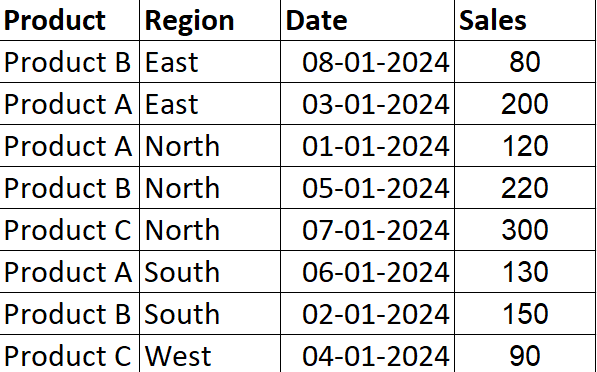 Product Region Date Sales
Product B East 08-01-2024 80
Product A East 03-01-2024 200
Product A North 01-01-2024 120
Product B North 05-01-2024 220
Product C North 07-01-2024 300
Product A South 06-01-2024 130
Product B South 02-01-2024 150
Product C West 04-01-2024 90